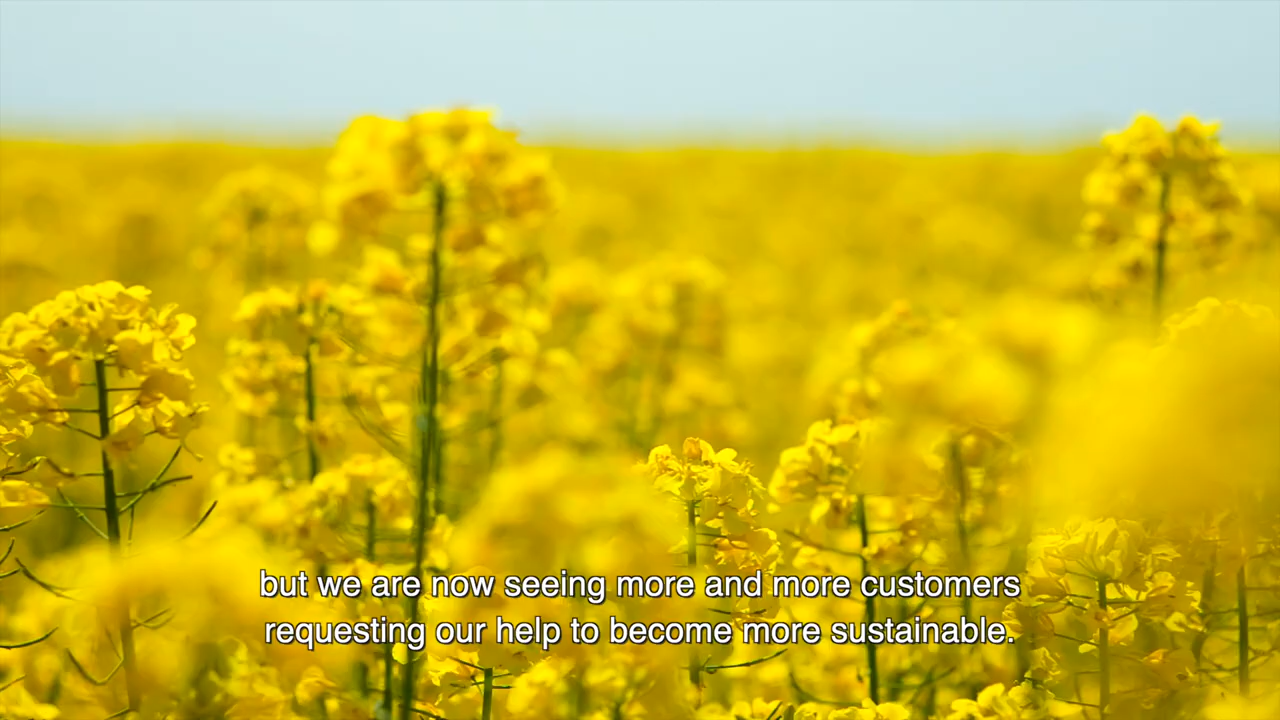 but we are now seeing more and more customers
requesting our help to become more sustainable.